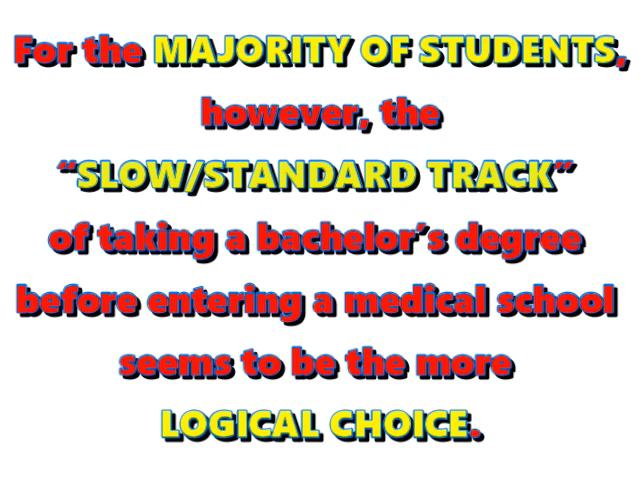 For the MAJORITY OF STUDENTS,
however, the
“SLOW/STANDARD TRACK”
of taking a bachelor’s degree
before entering a medical school
seems to be the more
LOGICAL CHOICE.